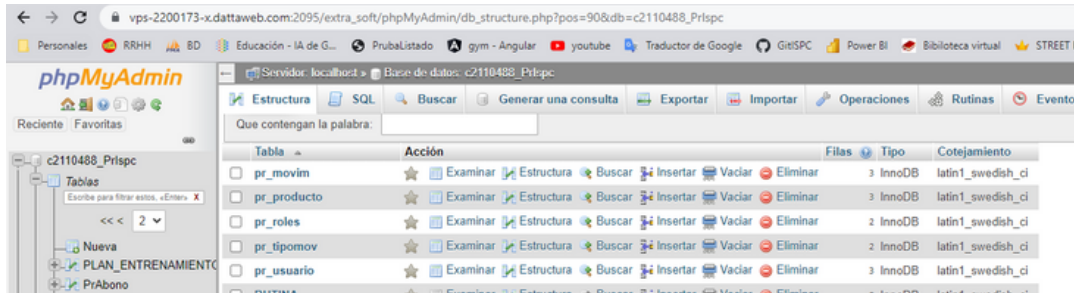 vps-2200173-x.dattaweb.com:2095/extra_soft/phpMyAdmin/db_structure.php?pos=90&db=c2110488_PrIspc
Personales RRHH BD Educación - IA de G... PrubaListado gym - Angular youtube Traductor de Google GitISPC Power BI Biblioteca virtual STREET
phpMyAdmin
Servidor: localhost » Base de datos: c2110488_PrIspc
Estructura SQL Buscar Generar una consulta Exportar Importar Operaciones Rutinas Evento
Reciente Favoritas
Que contengan la palabra:
c2110488_PrIspc
Tablas
Escribe para filtrar estos, «Enter» X
<< < 2
Nueva
PLAN_ENTRENAMIENTO
PrAbono
Tabla Acción Filas Tipo Cotejamiento
pr_movim Examinar Estructura Buscar Insertar Vaciar Eliminar 3 InnoDB latin1_swedish_ci
pr_producto Examinar Estructura Buscar Insertar Vaciar Eliminar 3 InnoDB latin1_swedish_ci
pr_roles Examinar Estructura Buscar Insertar Vaciar Eliminar 2 InnoDB latin1_swedish_ci
pr_tipomov Examinar Estructura Buscar Insertar Vaciar Eliminar 2 InnoDB latin1_swedish_ci
pr_usuario Examinar Estructura Buscar Insertar Vaciar Eliminar 3 InnoDB latin1_swedish_ci